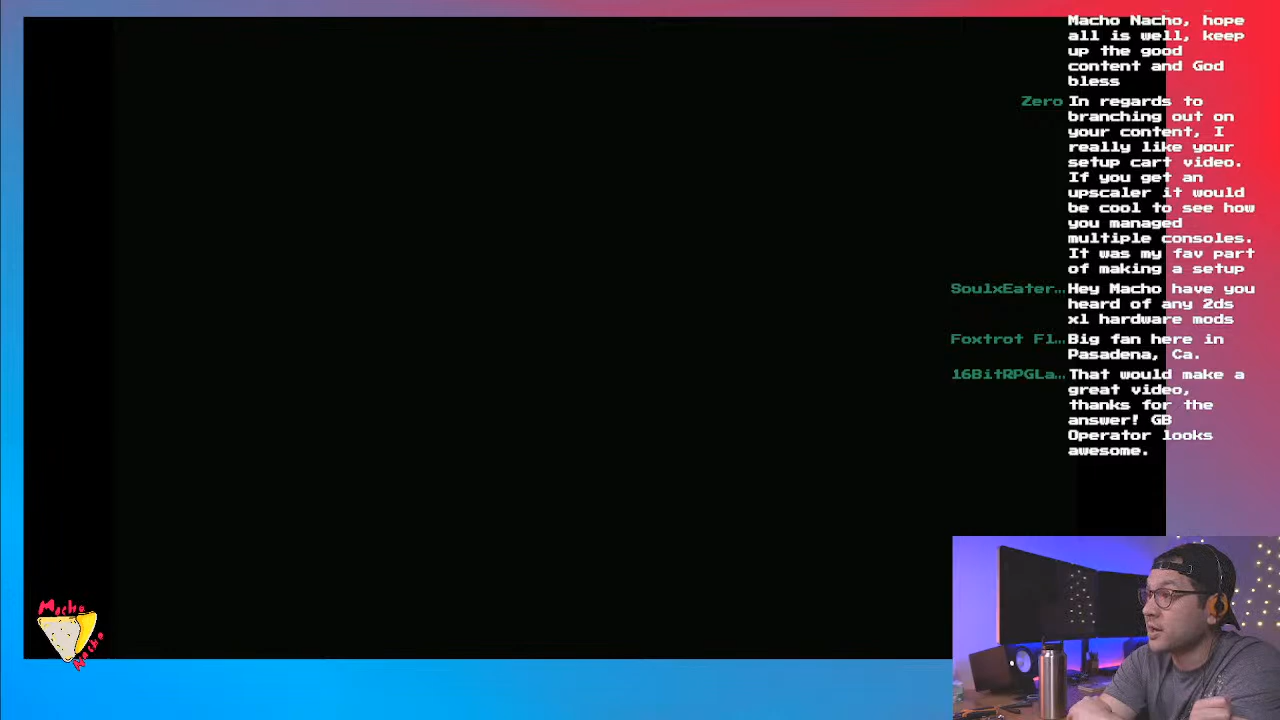 Macho Nacho, hope
all is well, keep
up the good
content and God
bless
Zero In regards to
branching out on
your content, I
really like your
setup cart video.
If you get an
upscaler it would
be cool to see how
you managed
multiple consoles.
It was my fav part
of making a setup
SoulxEater… Hey Macho have you
heard of any 2ds
xl hardware mods
Foxtrot Fl… Big fan here in
Pasadena, Ca.
16BitRPGLa… That would make a
great video,
thanks for the
answer! GB
Operator looks
awesome.
Macho
Nacho